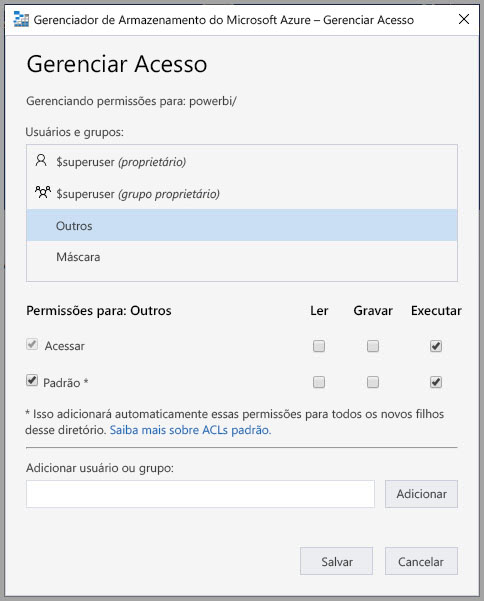 Gerenciador de Armazenamento do Microsoft Azure – Gerenciar Acesso
Gerenciar Acesso
Gerenciando permissões para: powerbi/
Usuários e grupos:
$superuser (proprietário)
$superuser (grupo proprietário)
Outros
Máscara
Permissões para: Outros Ler Gravar Executar
Acessar
Padrão *
* Isso adicionará automaticamente essas permissões para todos os novos filhos
desse diretório. Saiba mais sobre ACLs padrão.
Adicionar usuário ou grupo:
Adicionar
Salvar Cancelar